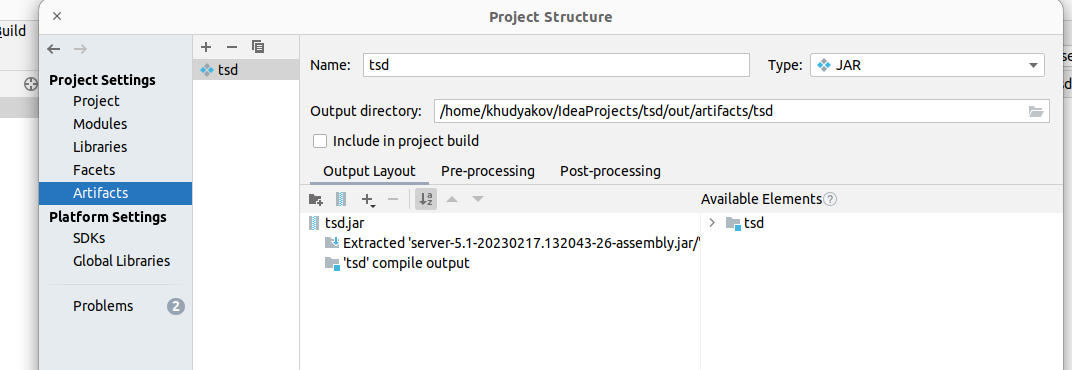 Project Structure
Build
Project Settings
Project
Modules
Libraries
Facets
Artifacts
Platform Settings
SDKs
Global Libraries
Problems 2
tsd
Name: tsd Type: JAR
Output directory: /home/khudyakov/IdeaProjects/tsd/out/artifacts/tsd
Include in project build
Output Layout Pre-processing Post-processing
Available Elements ?
tsd.jar
Extracted 'server-5.1-20230217.132043-26-assembly.jar/'
'tsd' compile output
tsd